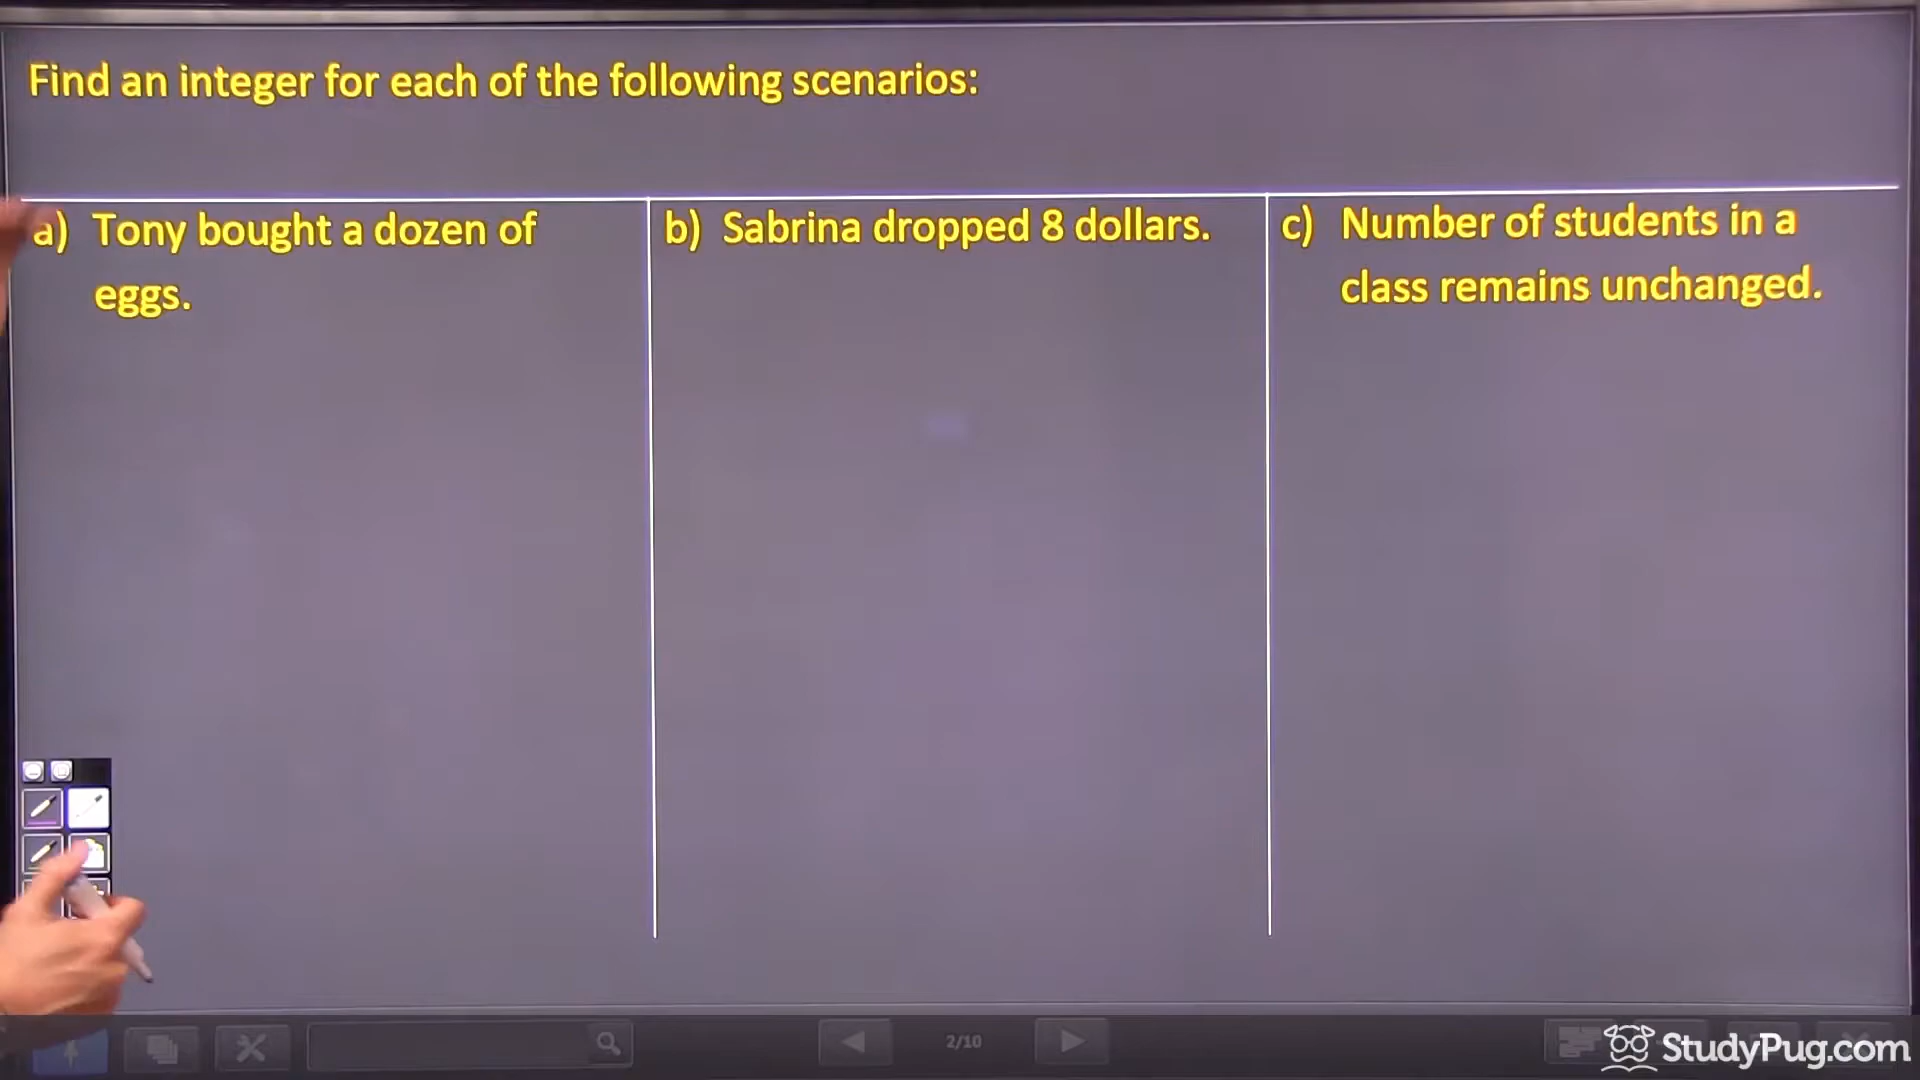 Find an integer for each of the following scenarios:
a) Tony bought a dozen of
eggs.
b) Sabrina dropped 8 dollars.
c) Number of students in a
class remains unchanged.
2/10
StudyPug.com